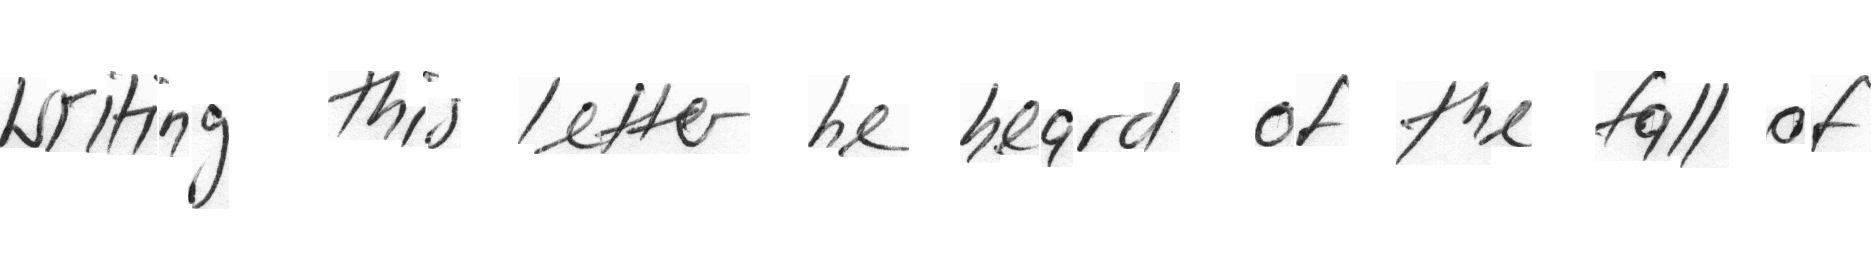 writing this letter he heard of the fall of